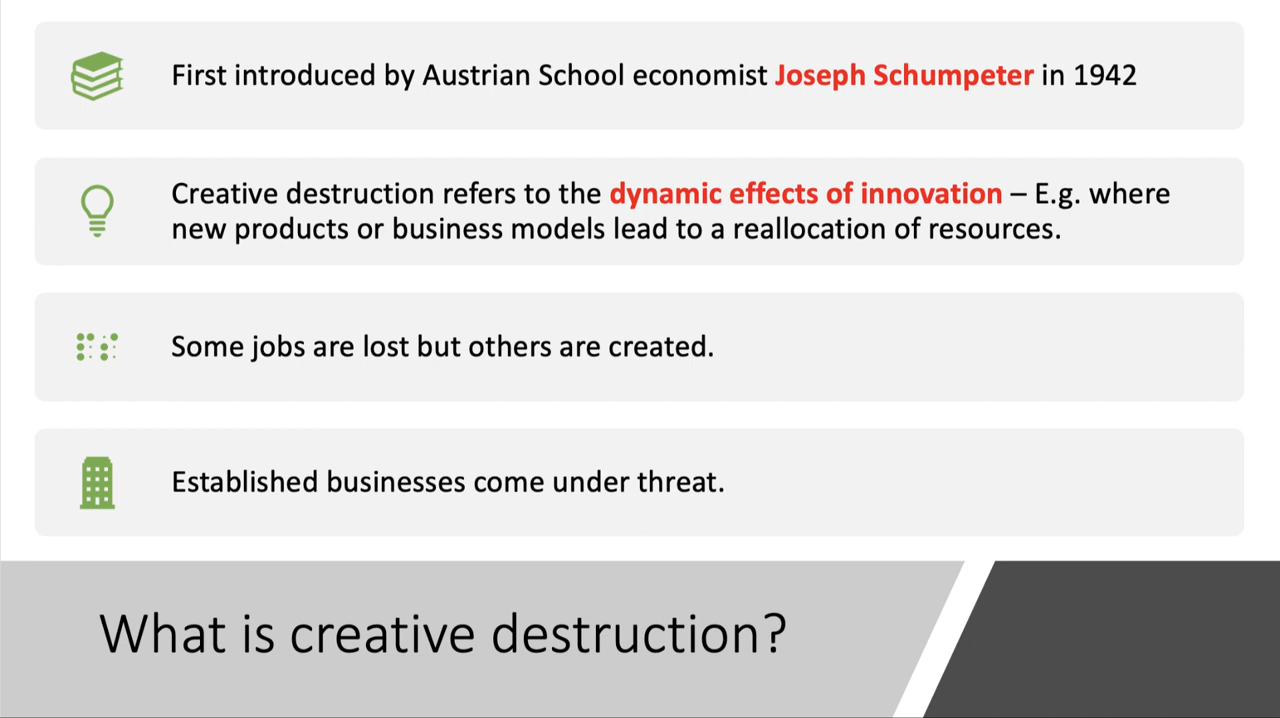 First introduced by Austrian School economist Joseph Schumpeter in 1942
Creative destruction refers to the dynamic effects of innovation – E.g. where
new products or business models lead to a reallocation of resources.
Some jobs are lost but others are created.
Established businesses come under threat.
What is creative destruction?